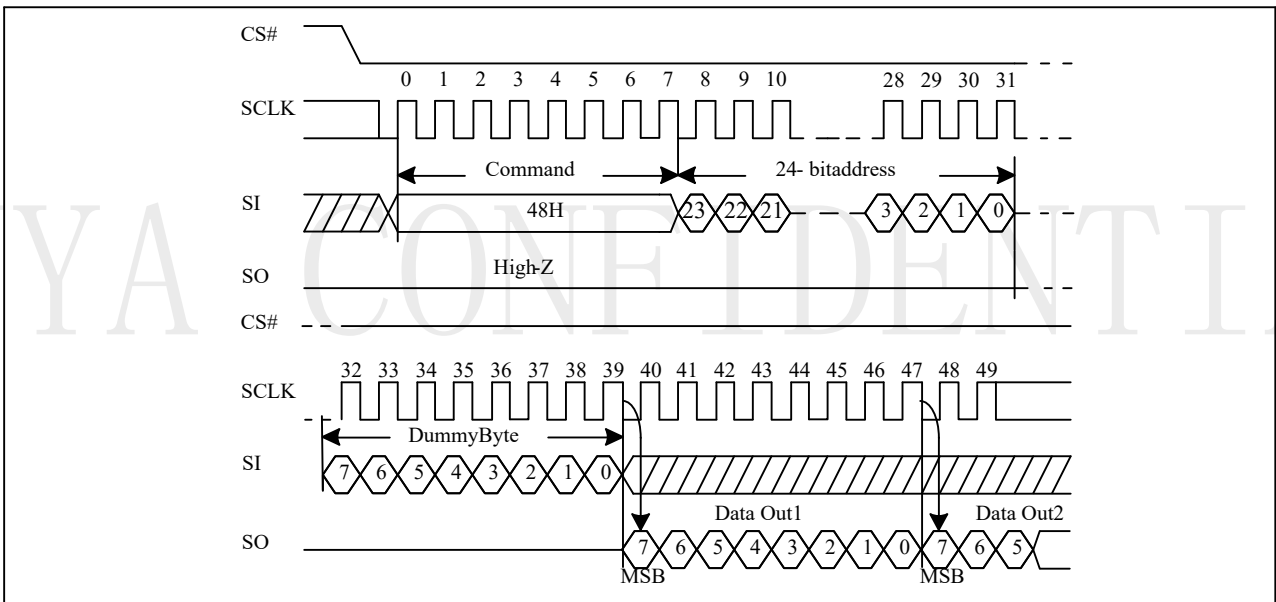 CS#
0 1 2 3 4 5 6 7 8 9 10 28 29 30 31
SCLK
Command 24- bitaddress
SI 48H 23 22 21 3 2 1 0
High-Z
SO
YA CONFIDENTIA
CS#
32 33 34 35 36 37 38 39 40 41 42 43 44 45 46 47 48 49
SCLK
DummyByte
SI 7 6 5 4 3 2 1 0
Data Out1 Data Out2
SO 7 6 5 4 3 2 1 0 7 6 5
MSB MSB